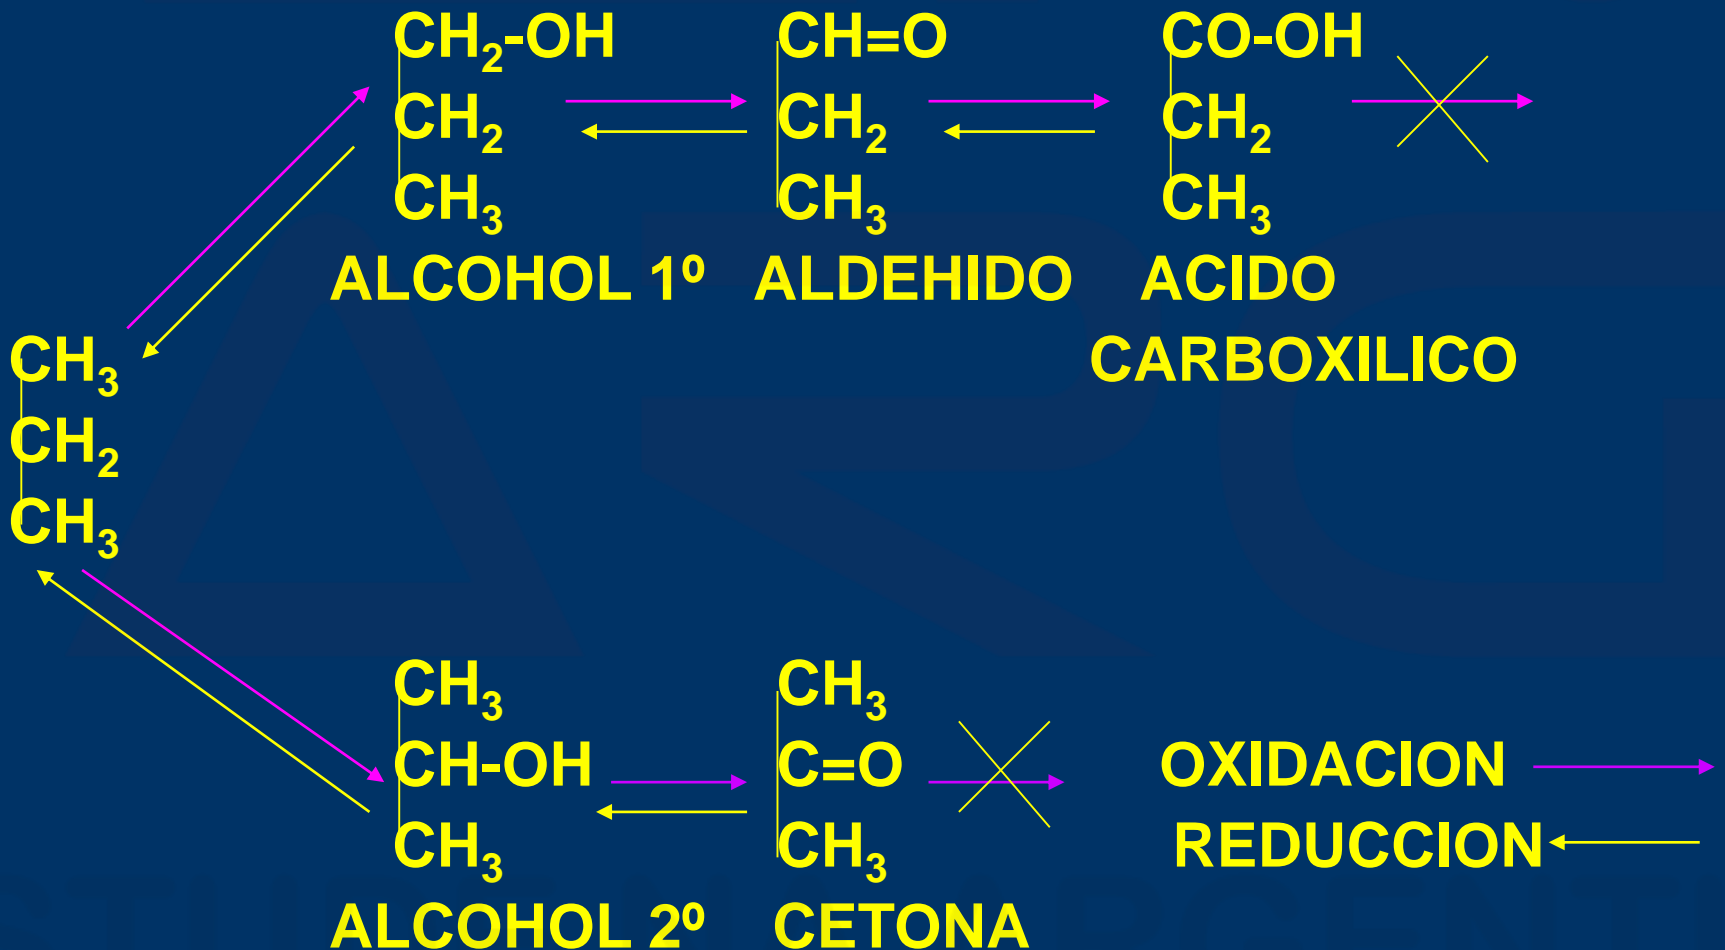 CH₂-OH CH=O CO-OH
CH₂ CH₂ CH₂
CH₃ CH₃ CH₃
ALCOHOL 1º ALDEHIDO ACIDO
CARBOXILICO
CH₃
CH₂
CH₃
CH₃ CH₃
CH-OH C=O OXIDACION
CH₃ CH₃ REDUCCION
ALCOHOL 2º CETONA